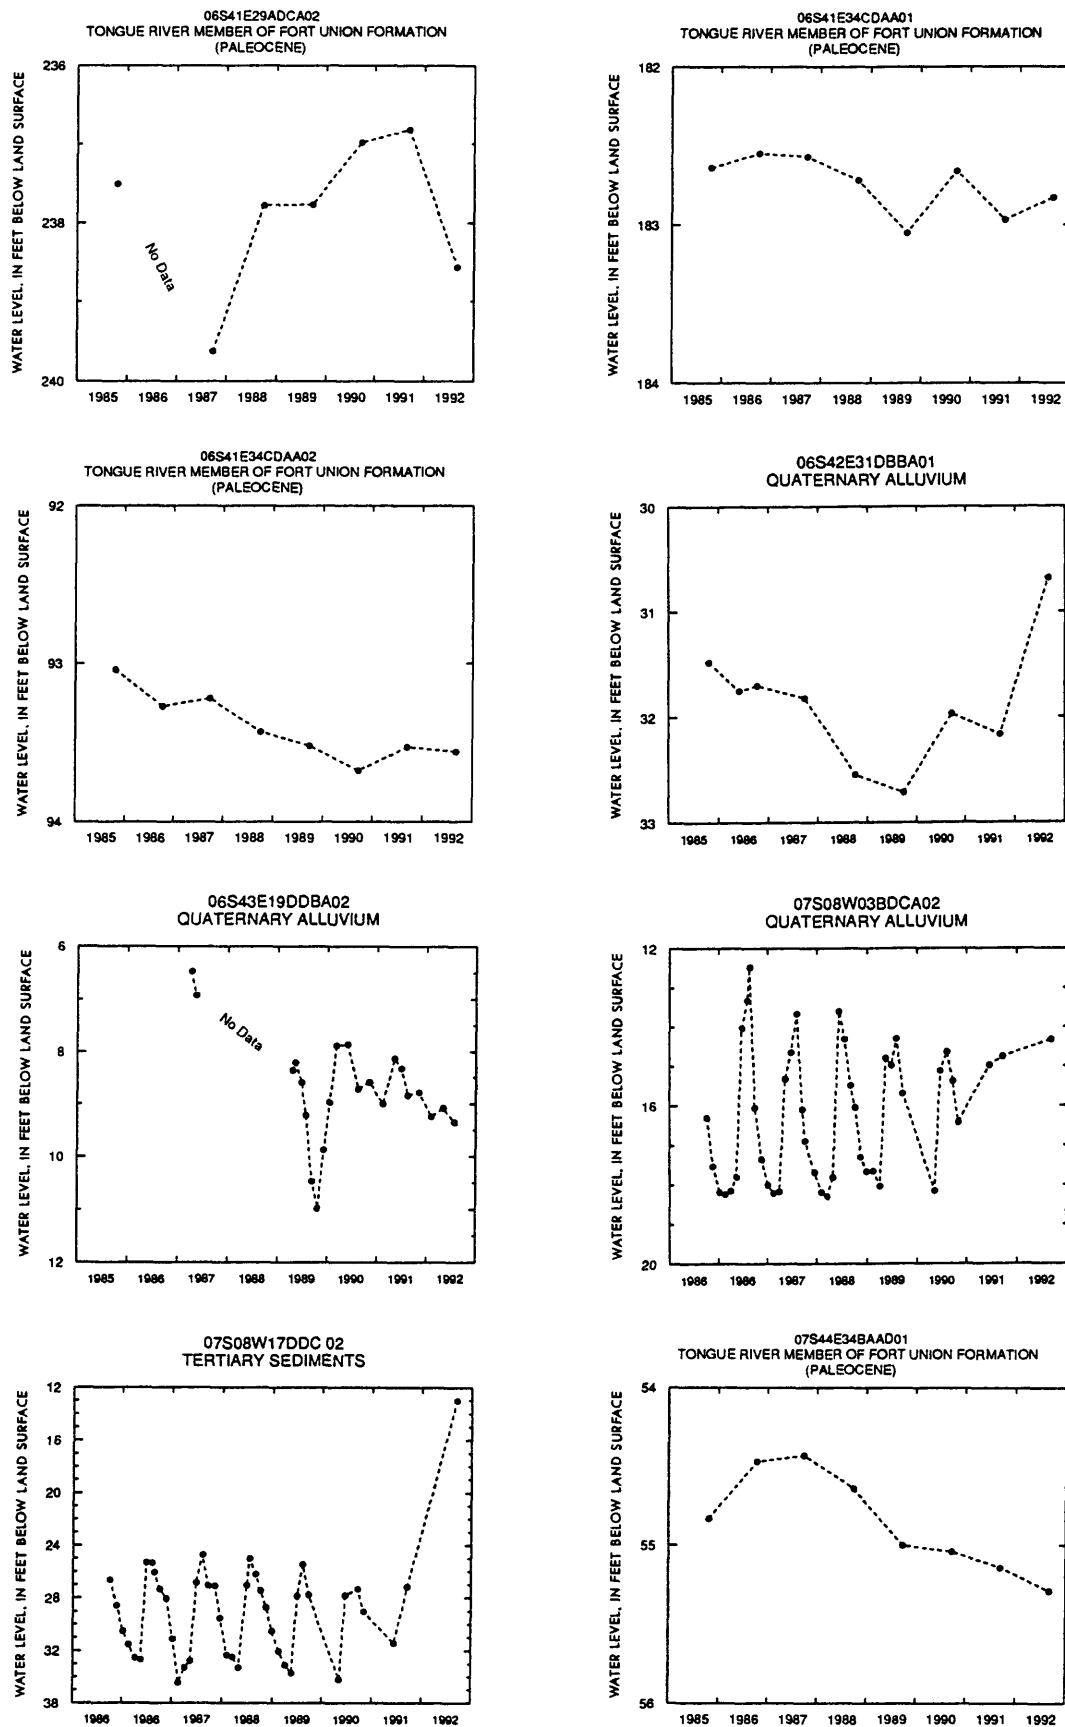 06S41E29ADCA02
TONGUE RIVER MEMBER OF FORT UNION FORMATION
(PALEOCENE)
WATER LEVEL, IN FEET BELOW LAND SURFACE
236
238
240
No Data
1985 1986 1987 1988 1989 1990 1991 1992
06S41E34CDAA01
TONGUE RIVER MEMBER OF FORT UNION FORMATION
(PALEOCENE)
WATER LEVEL, IN FEET BELOW LAND SURFACE
182
183
184
1985 1986 1987 1988 1989 1990 1991 1992
06S41E34CDAA02
TONGUE RIVER MEMBER OF FORT UNION FORMATION
(PALEOCENE)
WATER LEVEL, IN FEET BELOW LAND SURFACE
92
93
94
1985 1986 1987 1988 1989 1990 1991 1992
06S42E31DBBA01
QUATERNARY ALLUVIUM
WATER LEVEL, IN FEET BELOW LAND SURFACE
30
31
32
33
1985 1986 1987 1988 1989 1990 1991 1992
06S43E19DDBA02
QUATERNARY ALLUVIUM
WATER LEVEL, IN FEET BELOW LAND SURFACE
6
8
10
12
No Data
1985 1986 1987 1988 1989 1990 1991 1992
07S08W03BDCA02
QUATERNARY ALLUVIUM
WATER LEVEL, IN FEET BELOW LAND SURFACE
12
16
20
1986 1986 1987 1988 1989 1990 1991 1992
07S08W17DDC 02
TERTIARY SEDIMENTS
WATER LEVEL, IN FEET BELOW LAND SURFACE
12
16
20
24
28
32
38
1986 1986 1987 1988 1989 1990 1991 1992
07S44E34BAAD01
TONGUE RIVER MEMBER OF FORT UNION FORMATION
(PALEOCENE)
WATER LEVEL, IN FEET BELOW LAND SURFACE
54
55
56
1985 1986 1987 1988 1989 1990 1991 1992